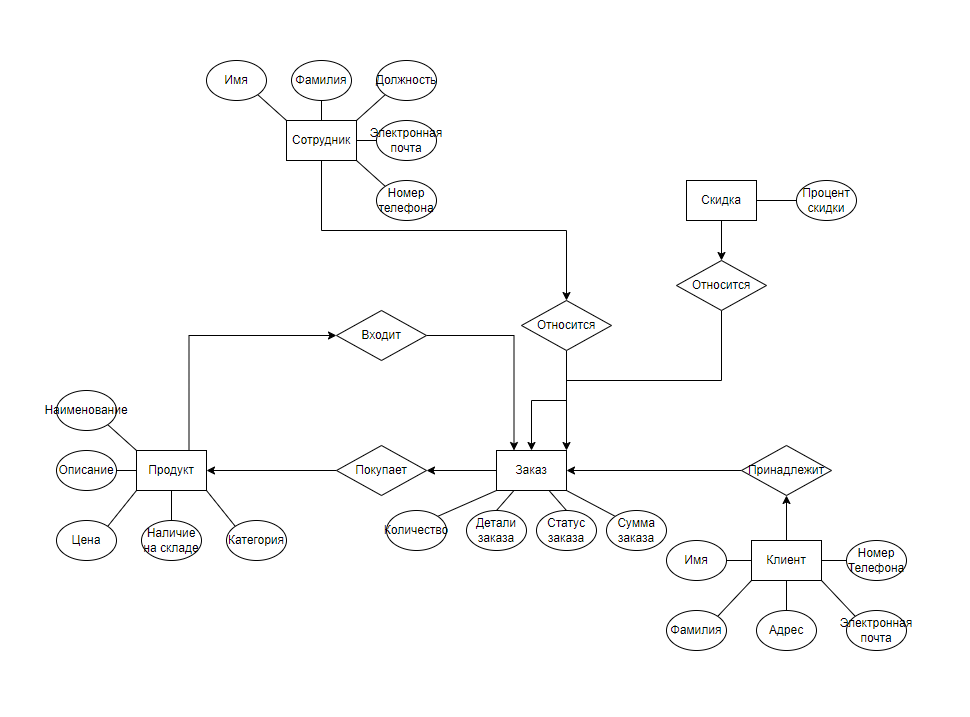 Имя
Фамилия
Должность
Сотрудник
Электронная
почта
Номер
телефона
Скидка
Процент
скидки
Относится
Относится
Входит
Наименование
Описание
Продукт
Покупает
Заказ
Принадлежит
Цена
Наличие
на складе
Категория
Количество
Детали
заказа
Статус
заказа
Сумма
заказа
Имя
Клиент
Номер
Телефона
Фамилия
Адрес
Электронная
почта